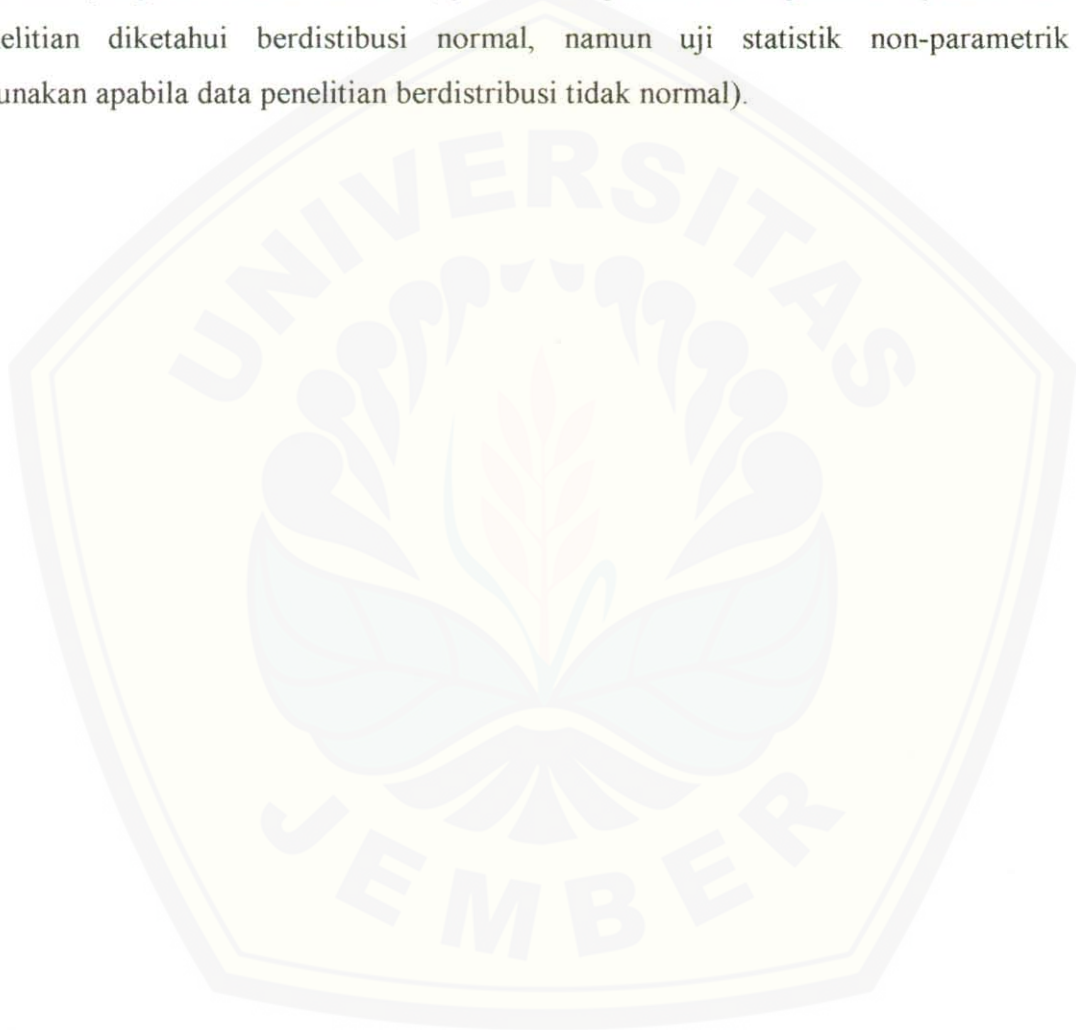 elitian diketahui berdistibusi normal, namun uji statistik non-parametrik
unakan apabila data penelitian berdistribusi tidak normal).
UNIVERSITAS
JEMBER